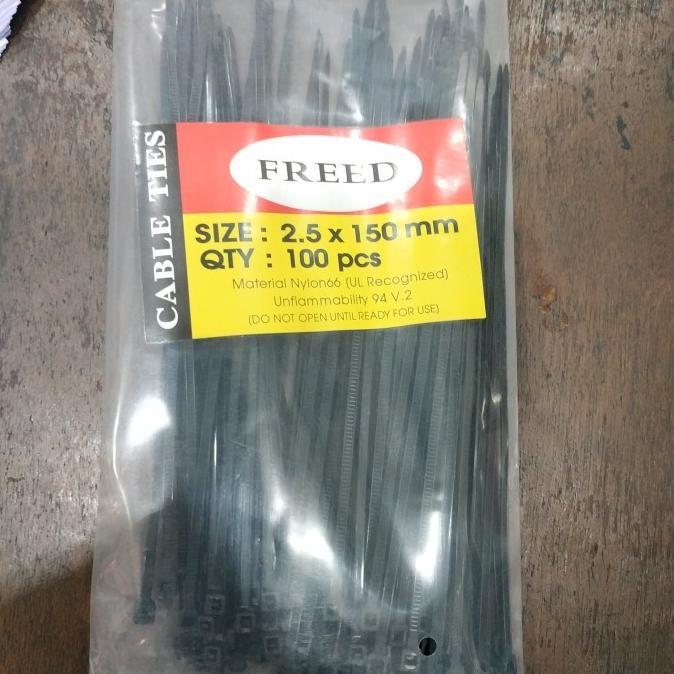 CABLE TIES
FREED
SIZE : 2.5 x 150 mm
QTY : 100 pcs
Material Nylon66 (UL Recognized)
Unflammability 94 V.2
(DO NOT OPEN UNTIL READY FOR USE)